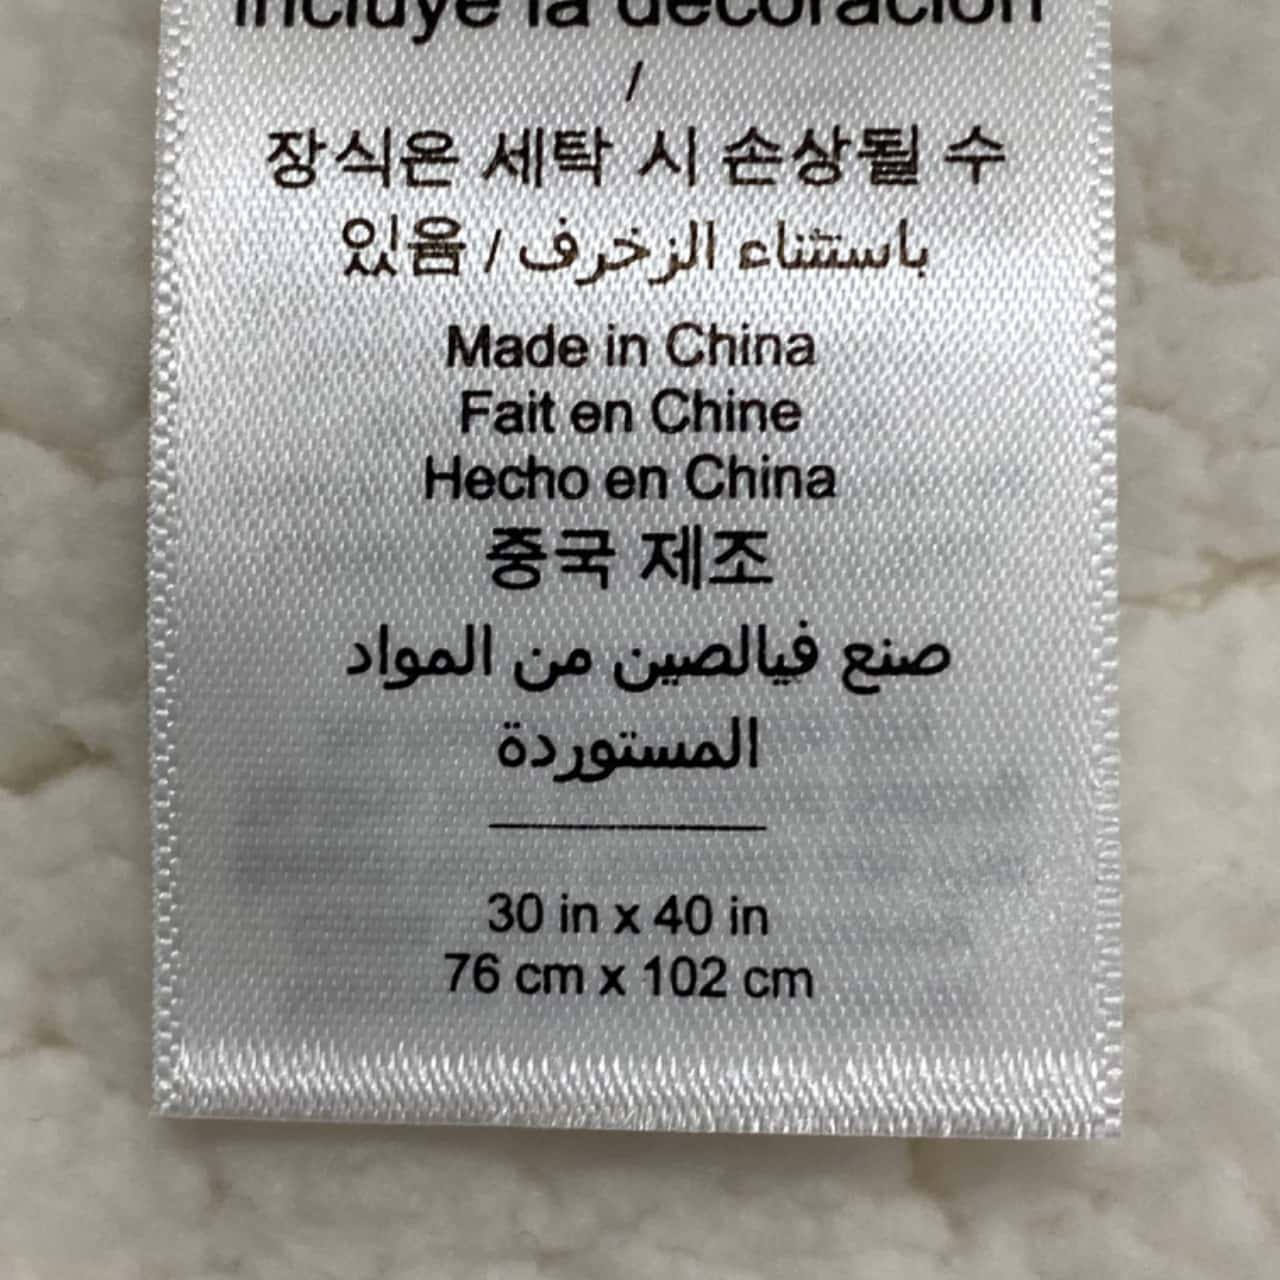 incluye la decoración
/
장식은 세탁 시 손상될 수
있음 / باستثناء الزخرف
Made in China
Fait en Chine
Hecho en China
중국 제조
صنع فيالصين من المواد
المستوردة
30 in x 40 in
76 cm x 102 cm